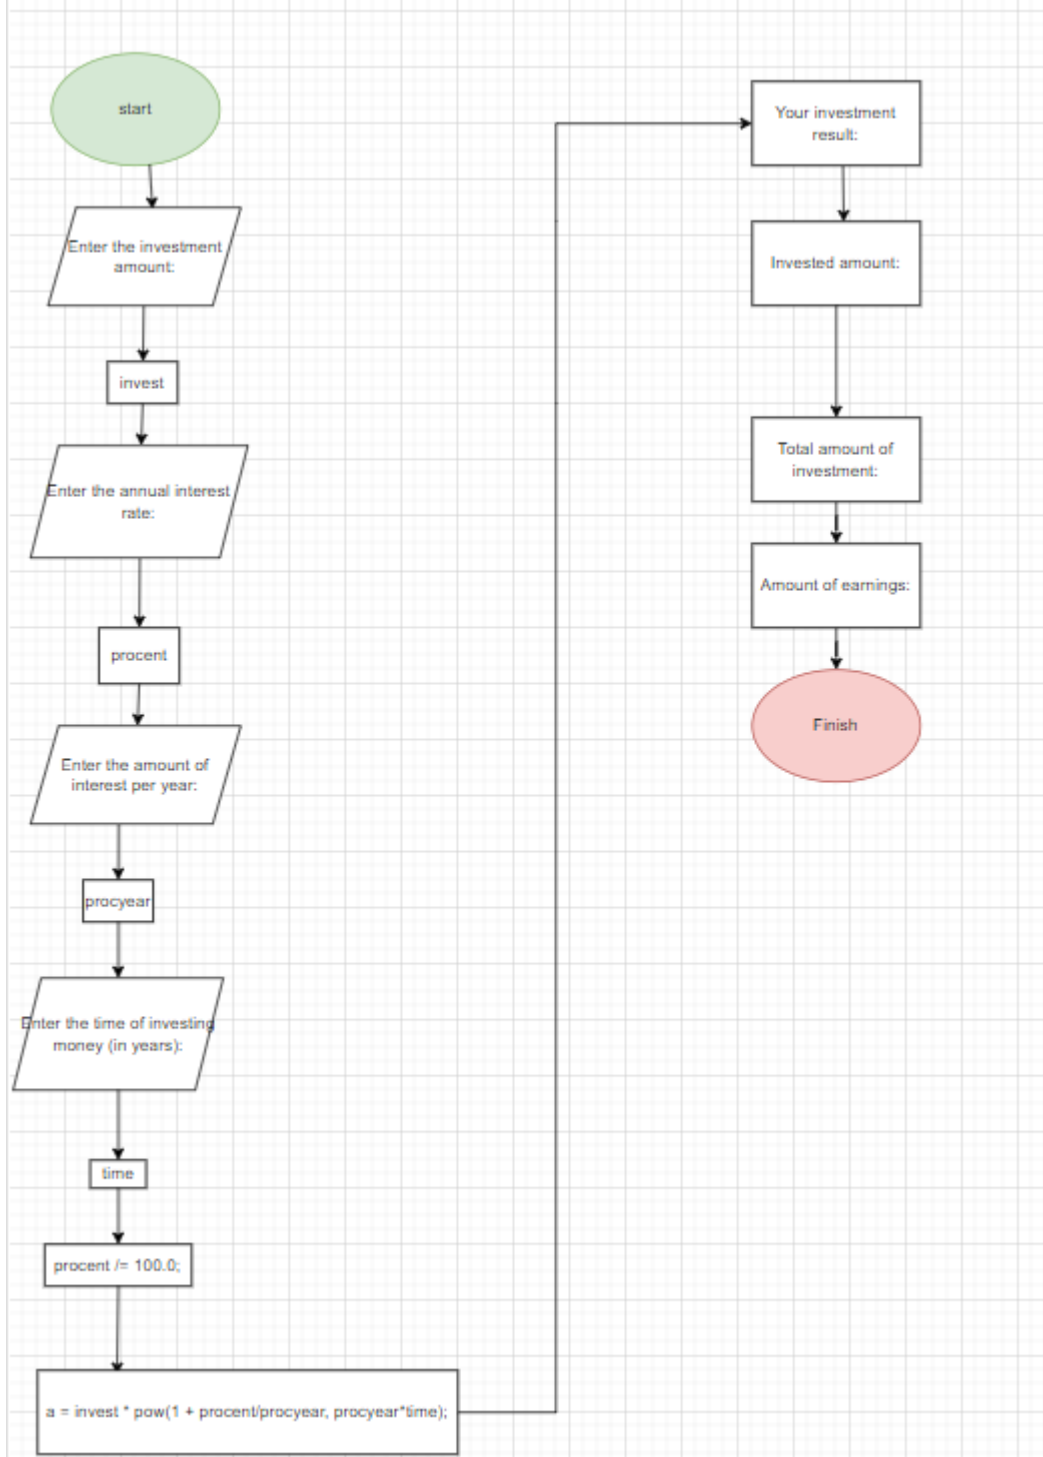 start
Enter the investment
amount:
invest
Enter the annual interest
rate:
procent
Enter the amount of
interest per year:
procyear
Enter the time of investing
money (in years):
time
procent /= 100.0;
a = invest * pow(1 + procent/procyear, procyear*time);
Your investment
result:
Invested amount:
Total amount of
investment:
Amount of earnings:
Finish